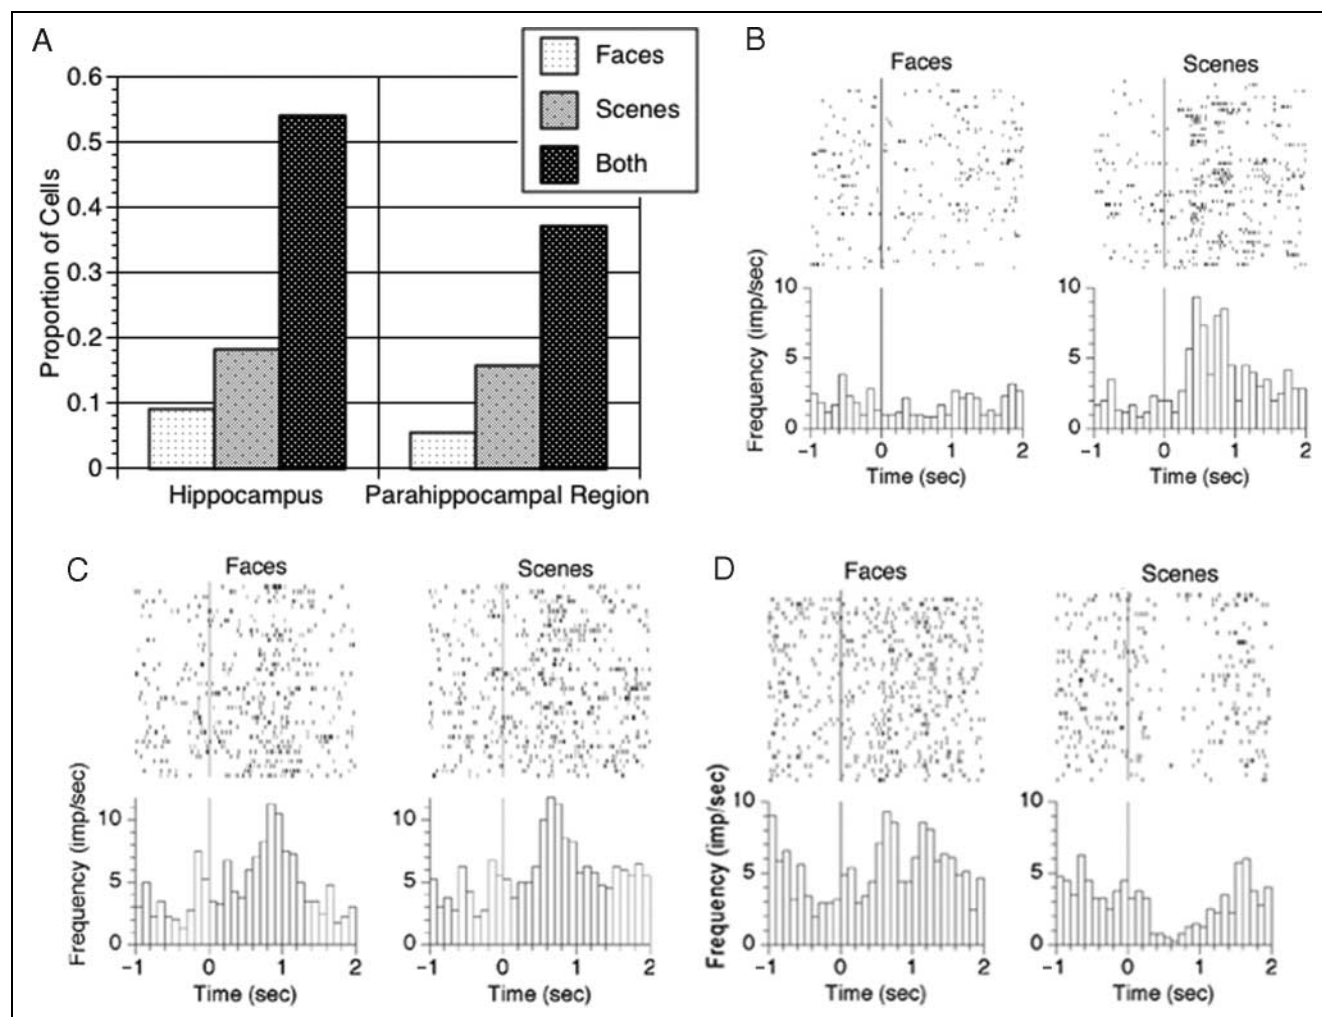 A
Faces
Scenes
Both
0.6
0.5
0.4
0.3
0.2
0.1
0
Proportion of Cells
Hippocampus
Parahippocampal Region
B
Faces
Scenes
10
5
0
Frequency (imp/sec)
−1 0 1 2
Time (sec)
10
5
0
−1 0 1 2
Time (sec)
C
Faces
Scenes
10
5
0
Frequency (imp/sec)
−1 0 1 2
Time (sec)
10
5
0
−1 0 1 2
Time (sec)
D
Faces
Scenes
10
5
0
Frequency (imp/sec)
−1 0 1 2
Time (sec)
10
5
0
−1 0 1 2
Time (sec)